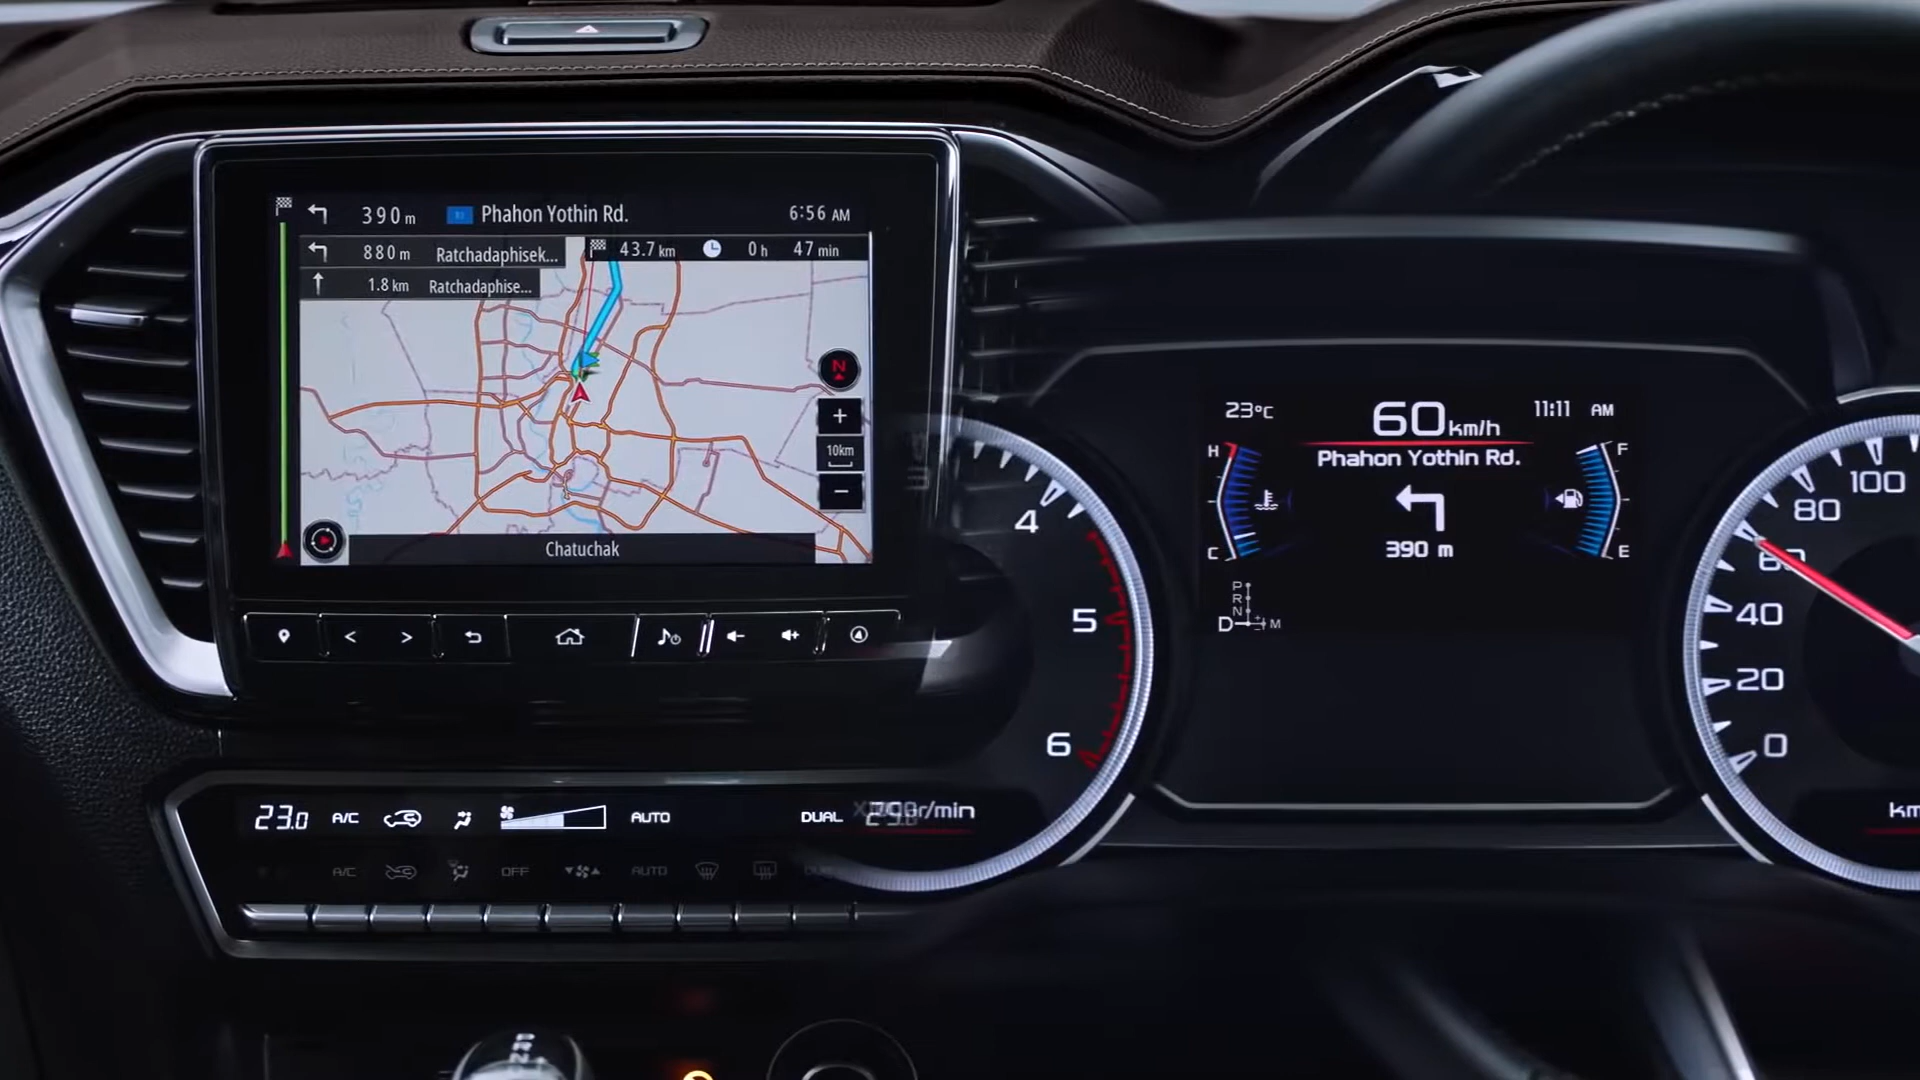 390 m Phahon Yothin Rd. 6:56 AM
880 m Ratchadaphisek...
43.7 km 0 h 47 min
1.8 km Ratchadaphise...
N
+
10km
−
Chatuchak
23.0 A/C AUTO DUAL
A/C OFF AUTO
4
5
6
r/min
23°C 60 km/h 11:11 AM
Phahon Yothin Rd.
H F
390 m
C E
P
R
N
D + M
100
80
60
40
20
0
km
D
R
N